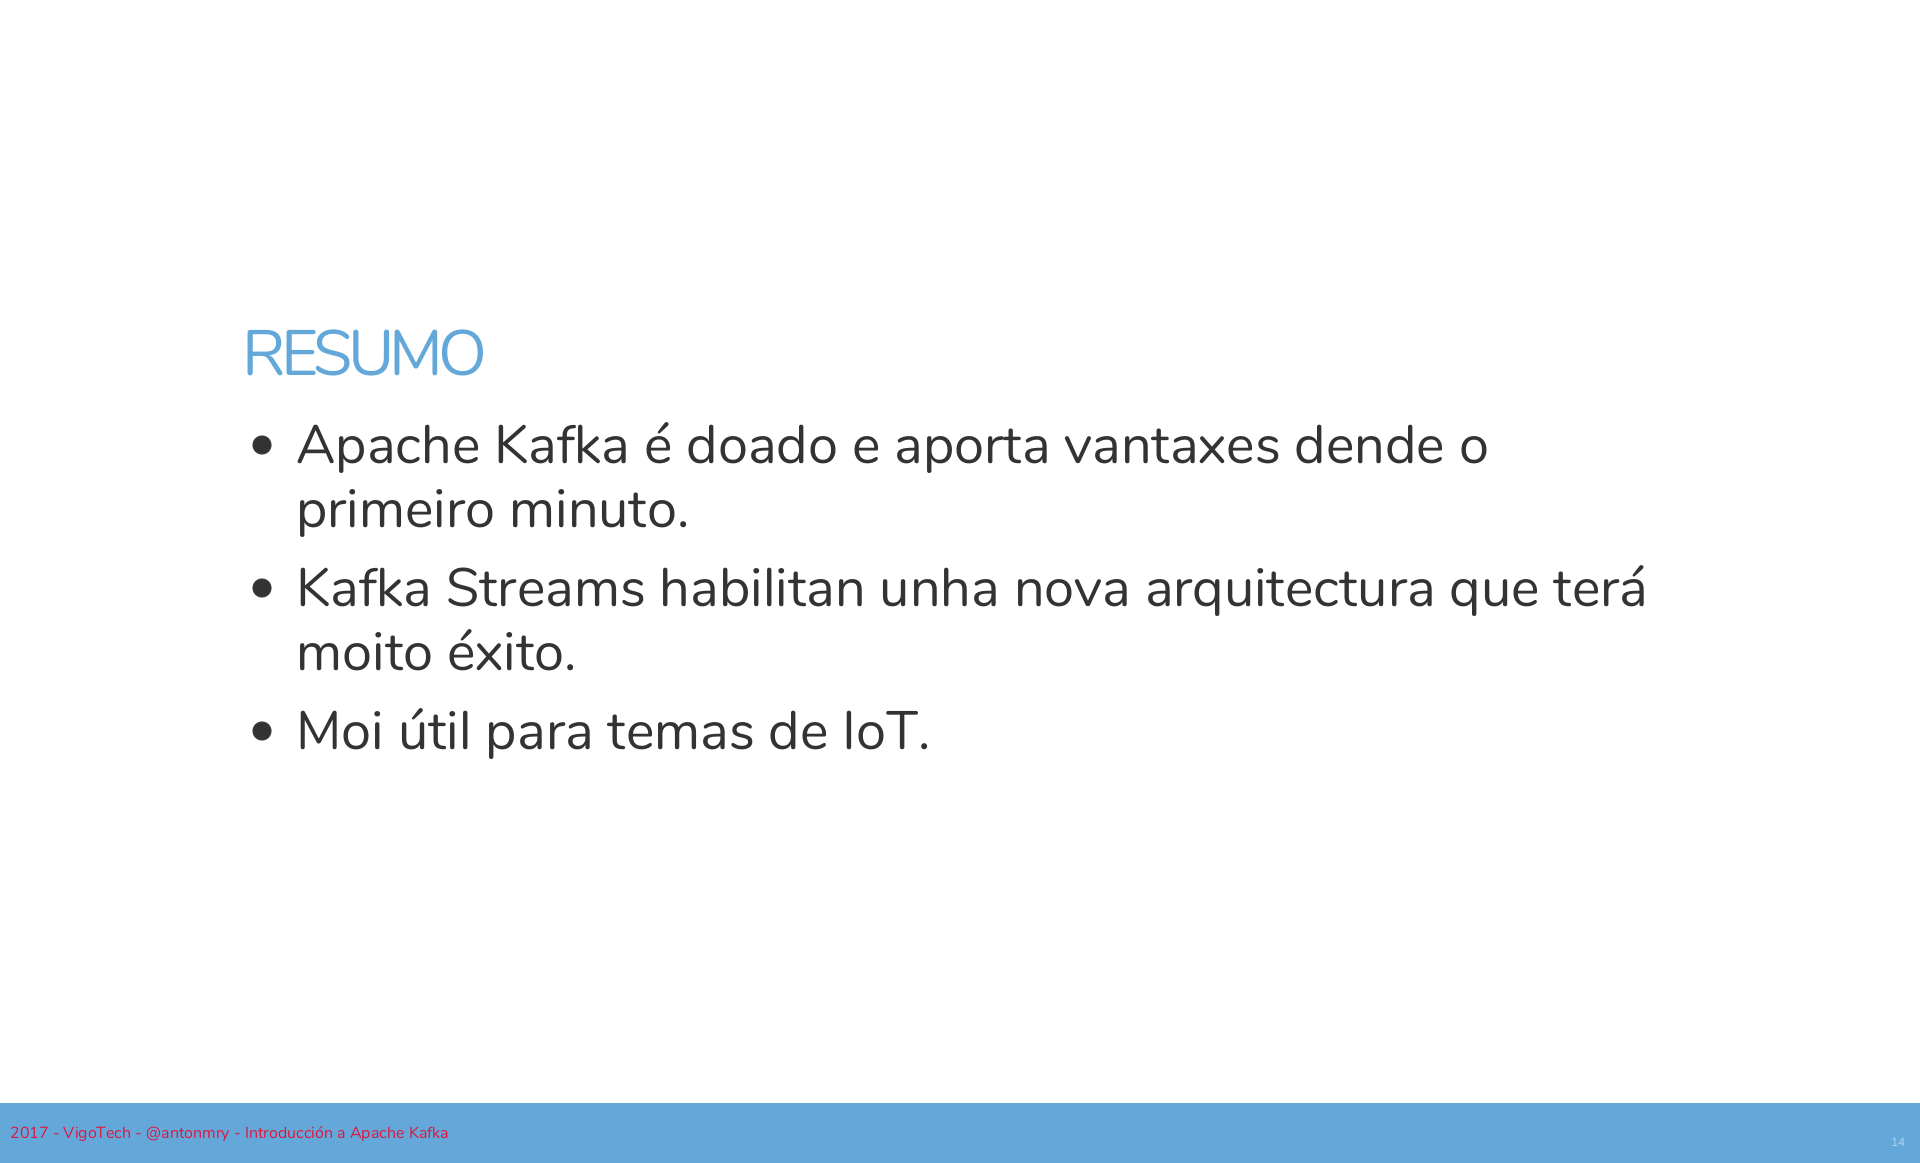 RESUMO
• Apache Kafka é doado e aporta vantaxes dende o
primeiro minuto.
• Kafka Streams habilitan unha nova arquitectura que terá
moito éxito.
• Moi útil para temas de IoT.
2017 - VigoTech - @antonmry - Introducción a Apache Kafka
14